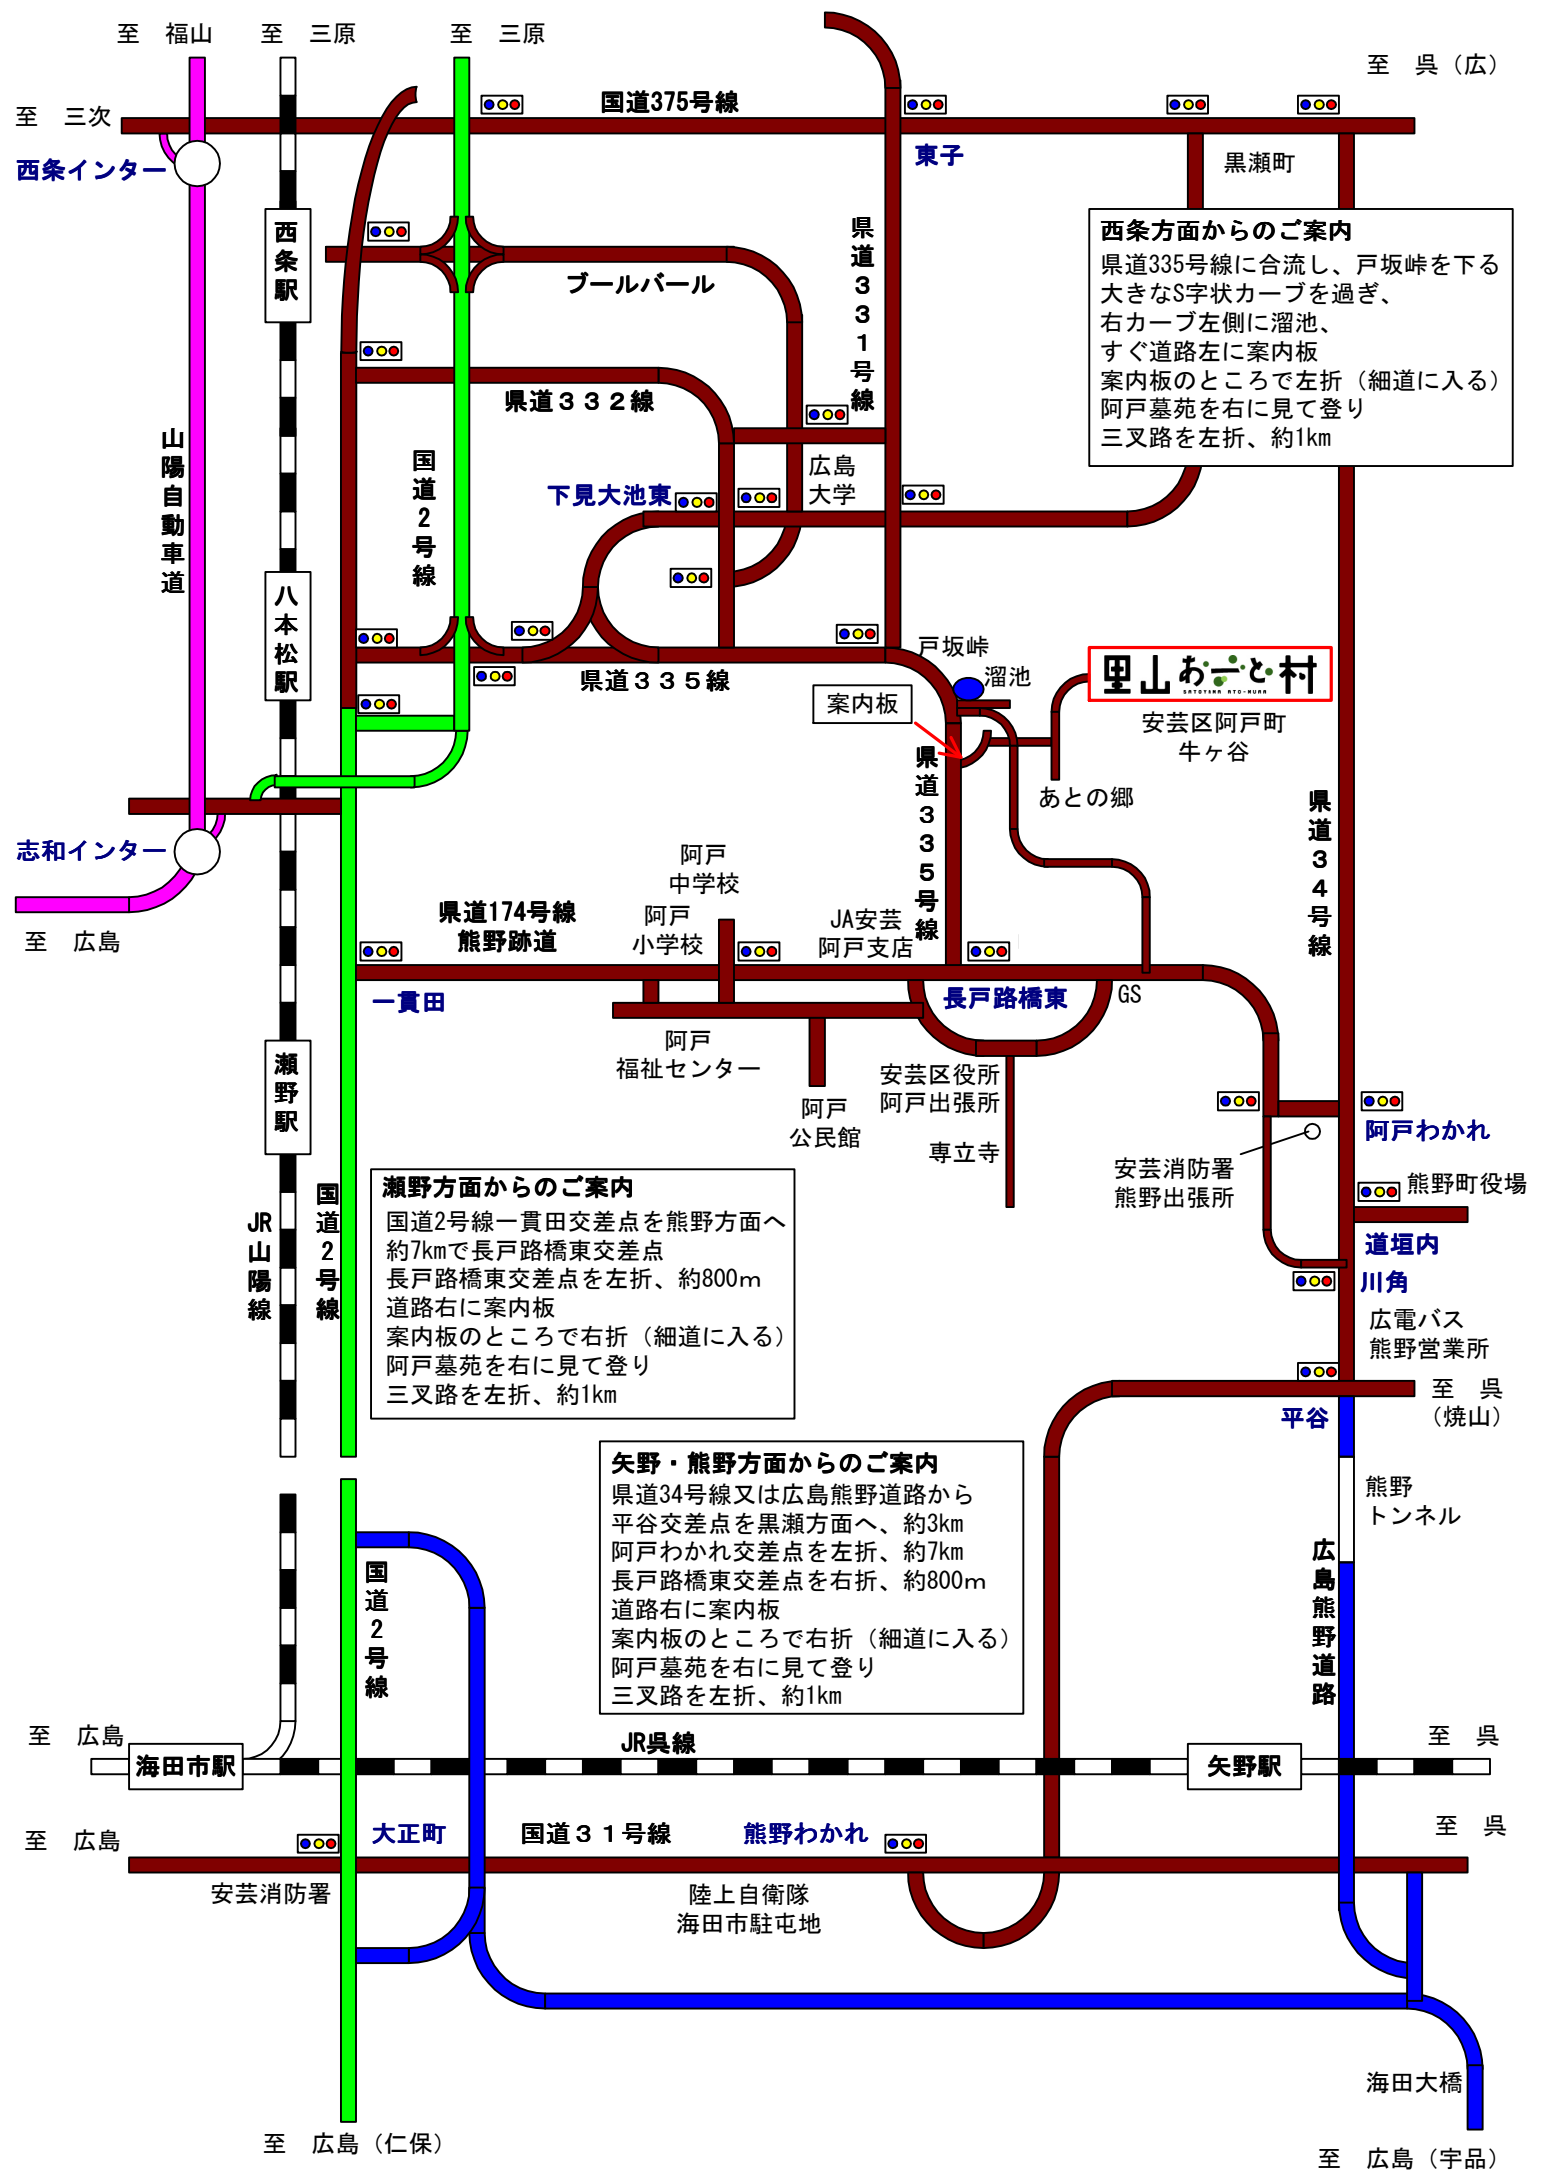 至　福山
至　三原
至　三原
至　呉（広）
至　三次
国道375号線
西条インター
東子
黒瀬町
西条駅
ブールバール
県道３３１号線
西条方面からのご案内
県道335号線に合流し、戸坂峠を下る
大きなS字状カーブを過ぎ、
右カーブ左側に溜池、
すぐ道路左に案内板
案内板のところで左折（細道に入る）
阿戸墓苑を右に見て登り
三叉路を左折、約1km
県道３３２線
山陽自動車道
国道２号線
下見大池東
広島
大学
八本松駅
県道３３５線
戸坂峠
溜池
案内板
里山あーと村
SATOYAMA ATO-MURA
安芸区阿戸町
牛ヶ谷
あとの郷
県道３３５号線
県道３４号線
志和インター
至　広島
阿戸
中学校
県道174号線
熊野跡道
阿戸
小学校
JA安芸
阿戸支店
一貫田
長戸路橋東
GS
阿戸
福祉センター
瀬野駅
安芸区役所
阿戸出張所
阿戸
公民館
専立寺
阿戸わかれ
安芸消防署
熊野出張所
熊野町役場
道垣内
川角
JR山陽線
国道２号線
瀬野方面からのご案内
国道2号線一貫田交差点を熊野方面へ
約7kmで長戸路橋東交差点
長戸路橋東交差点を左折、約800ｍ
道路右に案内板
案内板のところで右折（細道に入る）
阿戸墓苑を右に見て登り
三叉路を左折、約1km
広電バス
熊野営業所
至　呉
（焼山）
平谷
矢野・熊野方面からのご案内
県道34号線又は広島熊野道路から
平谷交差点を黒瀬方面へ、約3km
阿戸わかれ交差点を左折、約7km
長戸路橋東交差点を右折、約800ｍ
道路右に案内板
案内板のところで右折（細道に入る）
阿戸墓苑を右に見て登り
三叉路を左折、約1km
熊野
トンネル
国道２号線
広島熊野道路
至　広島
海田市駅
JR呉線
矢野駅
至　呉
至　広島
大正町
国道３１号線
熊野わかれ
至　呉
安芸消防署
陸上自衛隊
海田市駐屯地
海田大橋
至　広島（仁保）
至　広島（宇品）